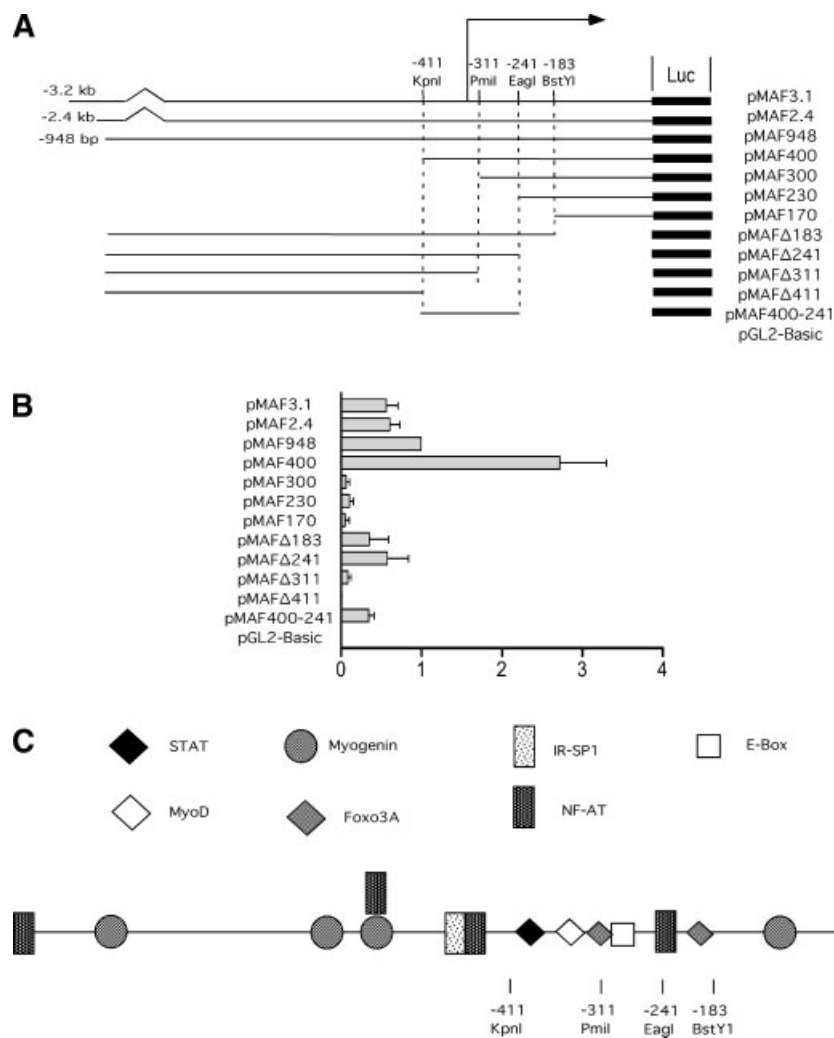 A
-411
KpnI
-311
PmiI
-241
EagI
-183
BstYI
Luc
-3.2 kb
pMAF3.1
-2.4 kb
pMAF2.4
-948 bp
pMAF948
pMAF400
pMAF300
pMAF230
pMAF170
pMAFΔ183
pMAFΔ241
pMAFΔ311
pMAFΔ411
pMAF400-241
pGL2-Basic
B
pMAF3.1
pMAF2.4
pMAF948
pMAF400
pMAF300
pMAF230
pMAF170
pMAFΔ183
pMAFΔ241
pMAFΔ311
pMAFΔ411
pMAF400-241
pGL2-Basic
0 1 2 3 4
C
STAT
Myogenin
IR-SP1
E-Box
MyoD
Foxo3A
NF-AT
-411
KpnI
-311
PmiI
-241
EagI
-183
BstY1